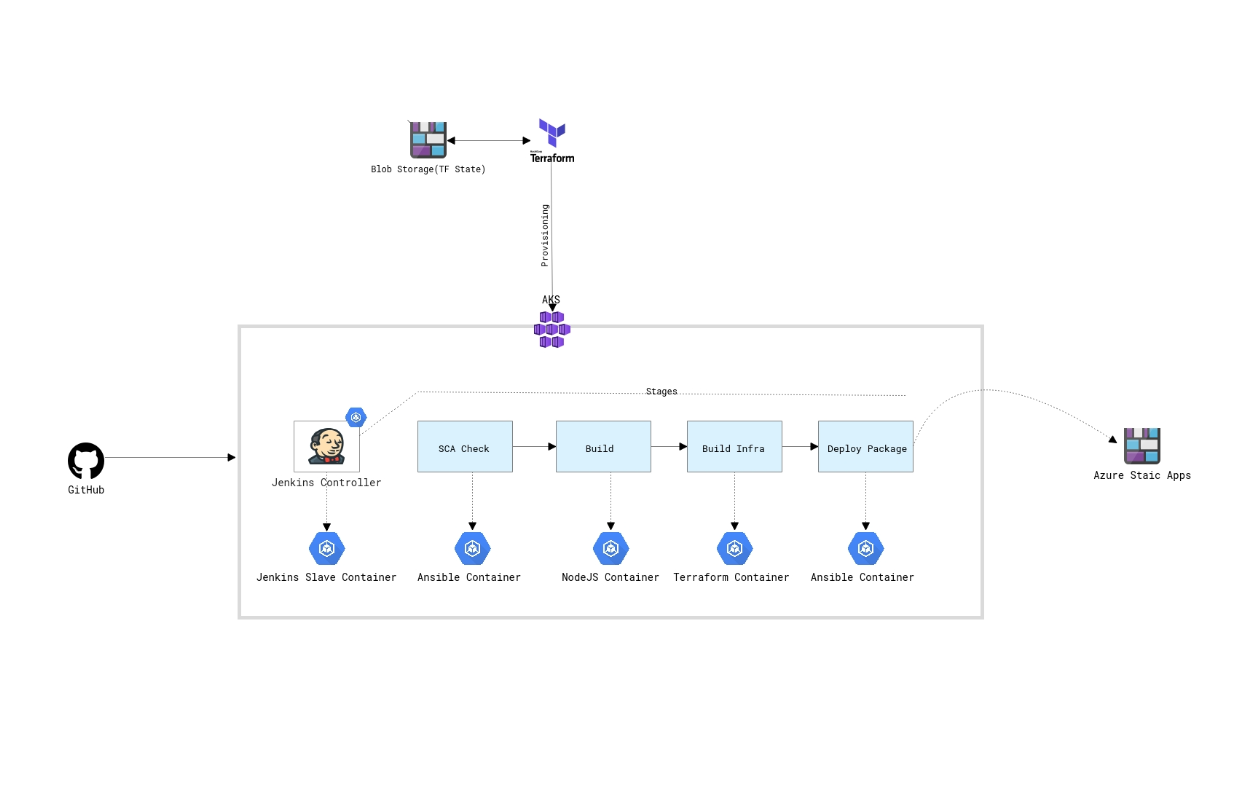 Blob Storage(TF State)
Terraform
Provisioning
AKS
Stages
SCA Check
Build
Build Infra
Deploy Package
GitHub
Jenkins Controller
Azure Staic Apps
Jenkins Slave Container
Ansible Container
NodeJS Container
Terraform Container
Ansible Container